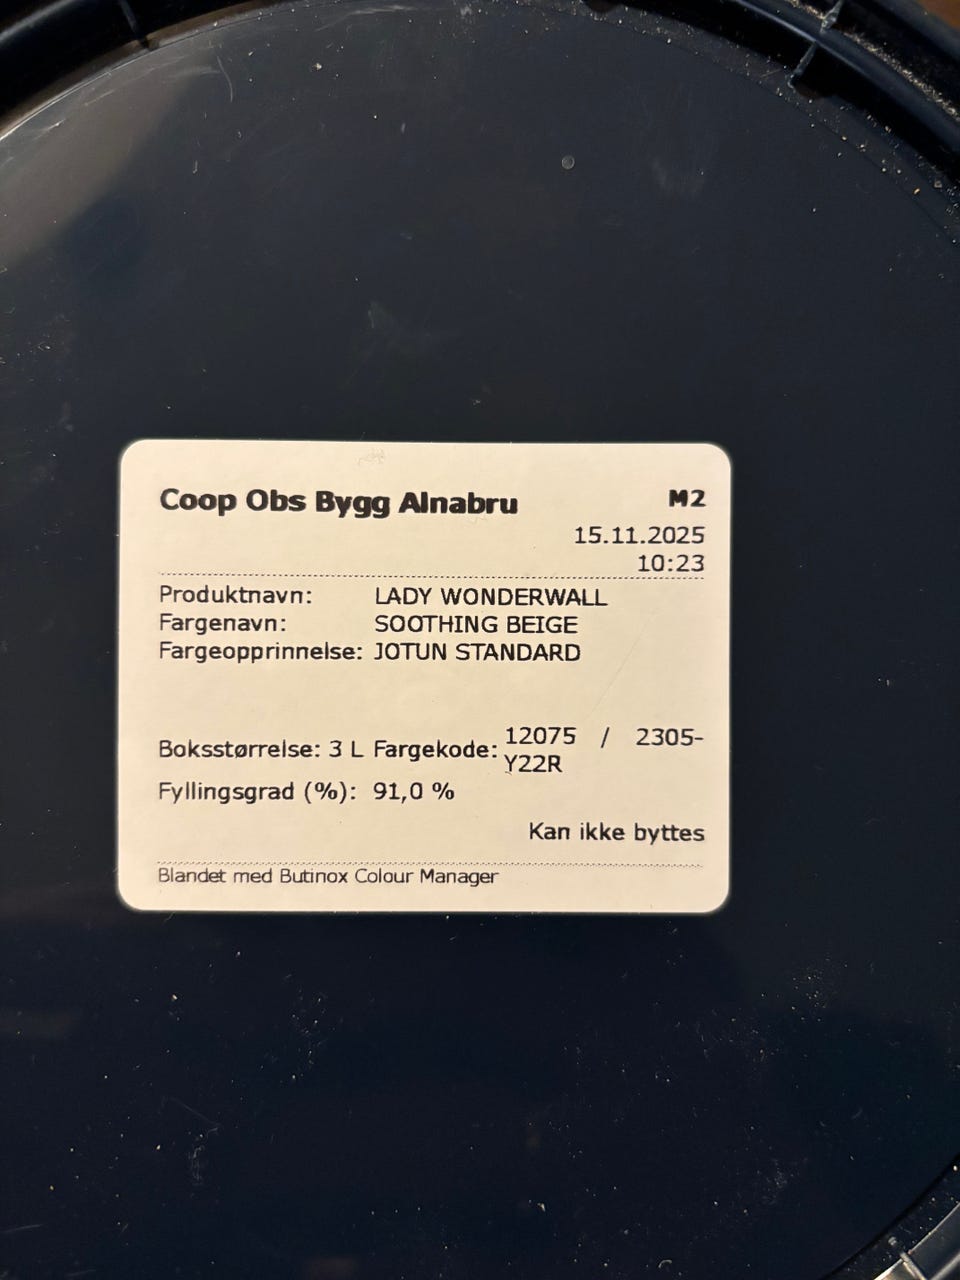 Coop Obs Bygg Alnabru M2
15.11.2025
10:23
Produktnavn: LADY WONDERWALL
Fargenavn: SOOTHING BEIGE
Fargeopprinnelse: JOTUN STANDARD
Boksstørrelse: 3 L Fargekode: 12075 / 2305-
Y22R
Fyllingsgrad (%): 91,0 %
Kan ikke byttes
Blandet med Butinox Colour Manager